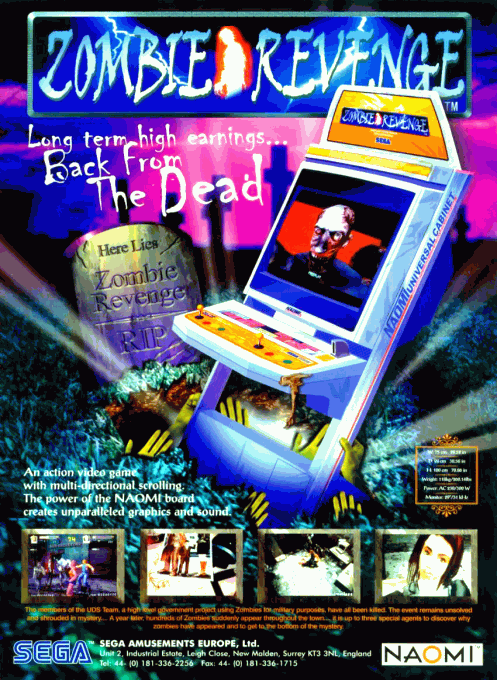 ZOMBIE REVENGE
TM
Long term high earnings...
Back From
The Dead
ZOMBIE REVENGE
SEGA
Here Lies
Zombie
Revenge
RIP
NAOMI UNIVERSAL CABINET
NAOMI
An action video game
with multi-directional scrolling.
The power of the NAOMI board
creates unparalleled graphics and sound.
The members of the UDS Team, a high level government project using Zombies for military purposes, have all been killed. The event remains unsolved
and shrouded in mystery... A year later, hundreds of Zombies suddenly appear throughout the town... it is up to three special agents to discover why
zombies have appeared and to get to the bottom of the mystery.
SEGA™
SEGA AMUSEMENTS EUROPE, Ltd.
Unit 2, Industrial Estate, Leigh Close, New Malden, Surrey KT3 3NL, England
Tel: 44- (0) 181-336-2256 Fax: 44- (0) 181-336-1715
NAOMI